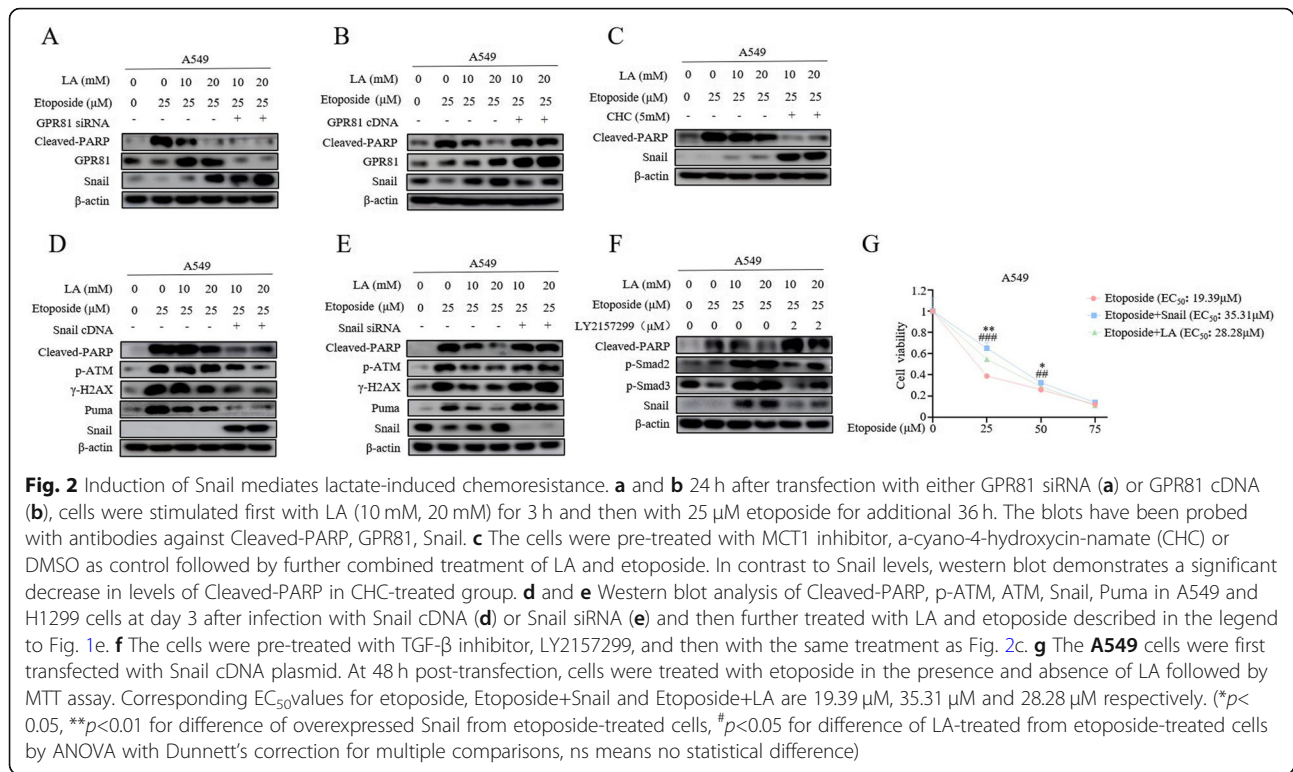 A
A549
LA (mM) 0 0 10 20 10 20
Etoposide (μM) 0 25 25 25 25 25
GPR81 siRNA - - - - + +
Cleaved-PARP
GPR81
Snail
β-actin
B
A549
LA (mM) 0 0 10 20 10 20
Etoposide (μM) 0 25 25 25 25 25
GPR81 cDNA - - - - + +
Cleaved-PARP
GPR81
Snail
β-actin
C
A549
LA (mM) 0 0 10 20 10 20
Etoposide (μM) 0 25 25 25 25 25
CHC (5mM) - - - - + +
Cleaved-PARP
Snail
β-actin
D
A549
LA (mM) 0 0 10 20 10 20
Etoposide (μM) 0 25 25 25 25 25
Snail cDNA - - - - + +
Cleaved-PARP
p-ATM
γ-H2AX
Puma
Snail
β-actin
E
A549
LA (mM) 0 0 10 20 10 20
Etoposide (μM) 0 25 25 25 25 25
Snail siRNA - - - - + +
Cleaved-PARP
p-ATM
γ-H2AX
Puma
Snail
β-actin
F
A549
LA (mM) 0 0 10 20 10 20
Etoposide (μM) 0 25 25 25 25 25
LY2157299 (μM) 0 0 0 0 2 2
Cleaved-PARP
p-Smad2
p-Smad3
Snail
β-actin
G
A549
Cell viability
1.2
1
0.8
0.6
0.4
0.2
0
**
###
*
##
Etoposide (μM) 0 25 50 75
Etoposide (EC50: 19.39μM)
Etoposide+Snail (EC50: 35.31μM)
Etoposide+LA (EC50: 28.28μM)
Fig. 2 Induction of Snail mediates lactate-induced chemoresistance. a and b 24 h after transfection with either GPR81 siRNA (a) or GPR81 cDNA
(b), cells were stimulated first with LA (10 mM, 20 mM) for 3 h and then with 25 μM etoposide for additional 36 h. The blots have been probed
with antibodies against Cleaved-PARP, GPR81, Snail. c The cells were pre-treated with MCT1 inhibitor, a-cyano-4-hydroxycin-namate (CHC) or
DMSO as control followed by further combined treatment of LA and etoposide. In contrast to Snail levels, western blot demonstrates a significant
decrease in levels of Cleaved-PARP in CHC-treated group. d and e Western blot analysis of Cleaved-PARP, p-ATM, ATM, Snail, Puma in A549 and
H1299 cells at day 3 after infection with Snail cDNA (d) or Snail siRNA (e) and then further treated with LA and etoposide described in the legend
to Fig. 1e. f The cells were pre-treated with TGF-β inhibitor, LY2157299, and then with the same treatment as Fig. 2c. g The A549 cells were first
transfected with Snail cDNA plasmid. At 48 h post-transfection, cells were treated with etoposide in the presence and absence of LA followed by
MTT assay. Corresponding EC50values for etoposide, Etoposide+Snail and Etoposide+LA are 19.39 μM, 35.31 μM and 28.28 μM respectively. (*p<
0.05, **p<0.01 for difference of overexpressed Snail from etoposide-treated cells, #p<0.05 for difference of LA-treated from etoposide-treated cells
by ANOVA with Dunnett's correction for multiple comparisons, ns means no statistical difference)